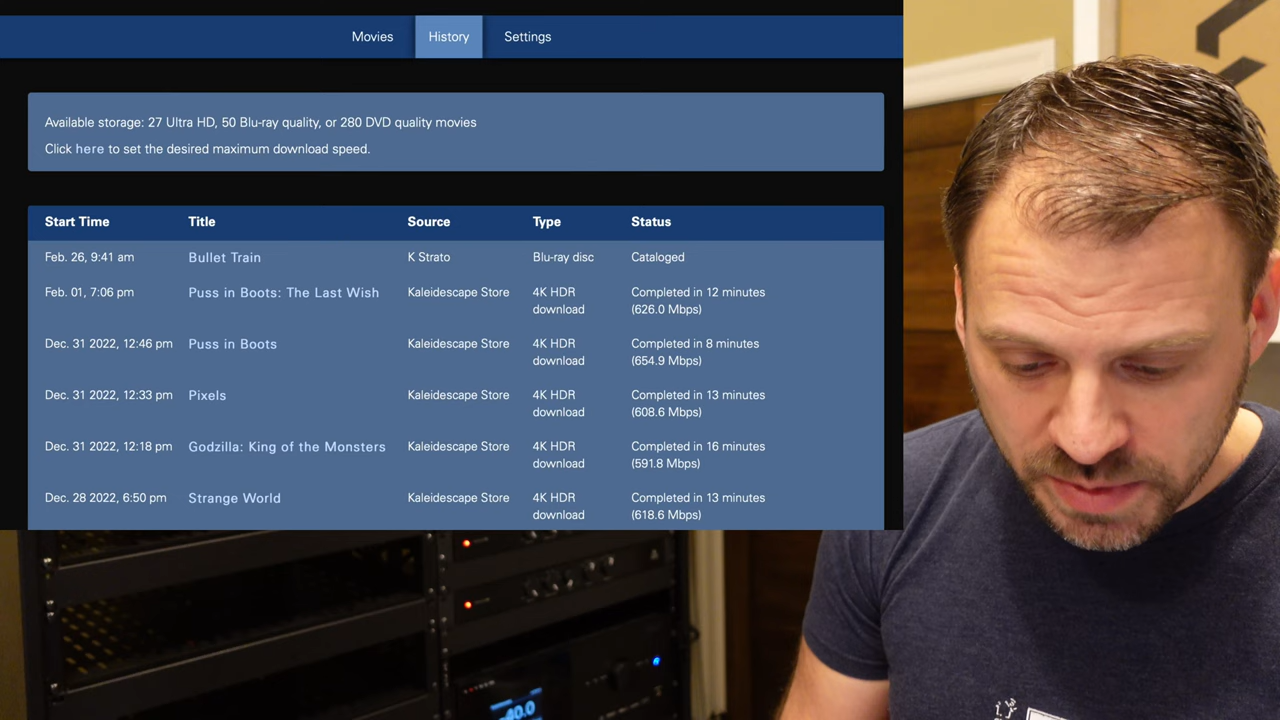 Movies History Settings
Available storage: 27 Ultra HD, 50 Blu-ray quality, or 280 DVD quality movies
Click here to set the desired maximum download speed.
Start Time Title Source Type Status
Feb. 26, 9:41 am Bullet Train K Strato Blu-ray disc Cataloged
Feb. 01, 7:06 pm Puss in Boots: The Last Wish Kaleidescape Store 4K HDR Completed in 12 minutes
download (626.0 Mbps)
Dec. 31 2022, 12:46 pm Puss in Boots Kaleidescape Store 4K HDR Completed in 8 minutes
download (654.9 Mbps)
Dec. 31 2022, 12:33 pm Pixels Kaleidescape Store 4K HDR Completed in 13 minutes
download (608.6 Mbps)
Dec. 31 2022, 12:18 pm Godzilla: King of the Monsters Kaleidescape Store 4K HDR Completed in 16 minutes
download (591.8 Mbps)
Dec. 28 2022, 6:50 pm Strange World Kaleidescape Store 4K HDR Completed in 13 minutes
download (618.6 Mbps)